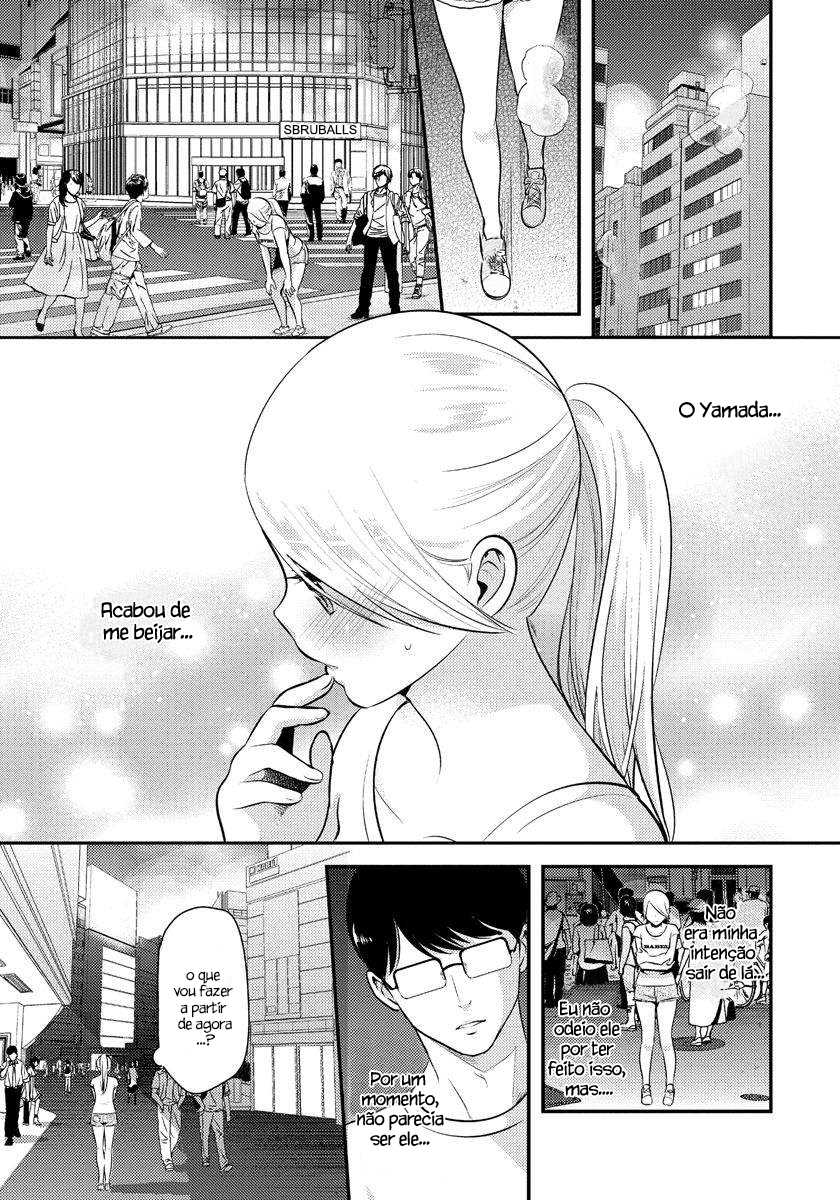 SBRUBALLS
O Yamada...
Acabou de
me beijar...
Não
era minha
intenção
sair de lá...
BABEL
Eu não
odeio ele
por ter
feito isso,
mas....
Por um
momento,
não parecia
ser ele...
o que
vou fazer
a partir
de agora
...?